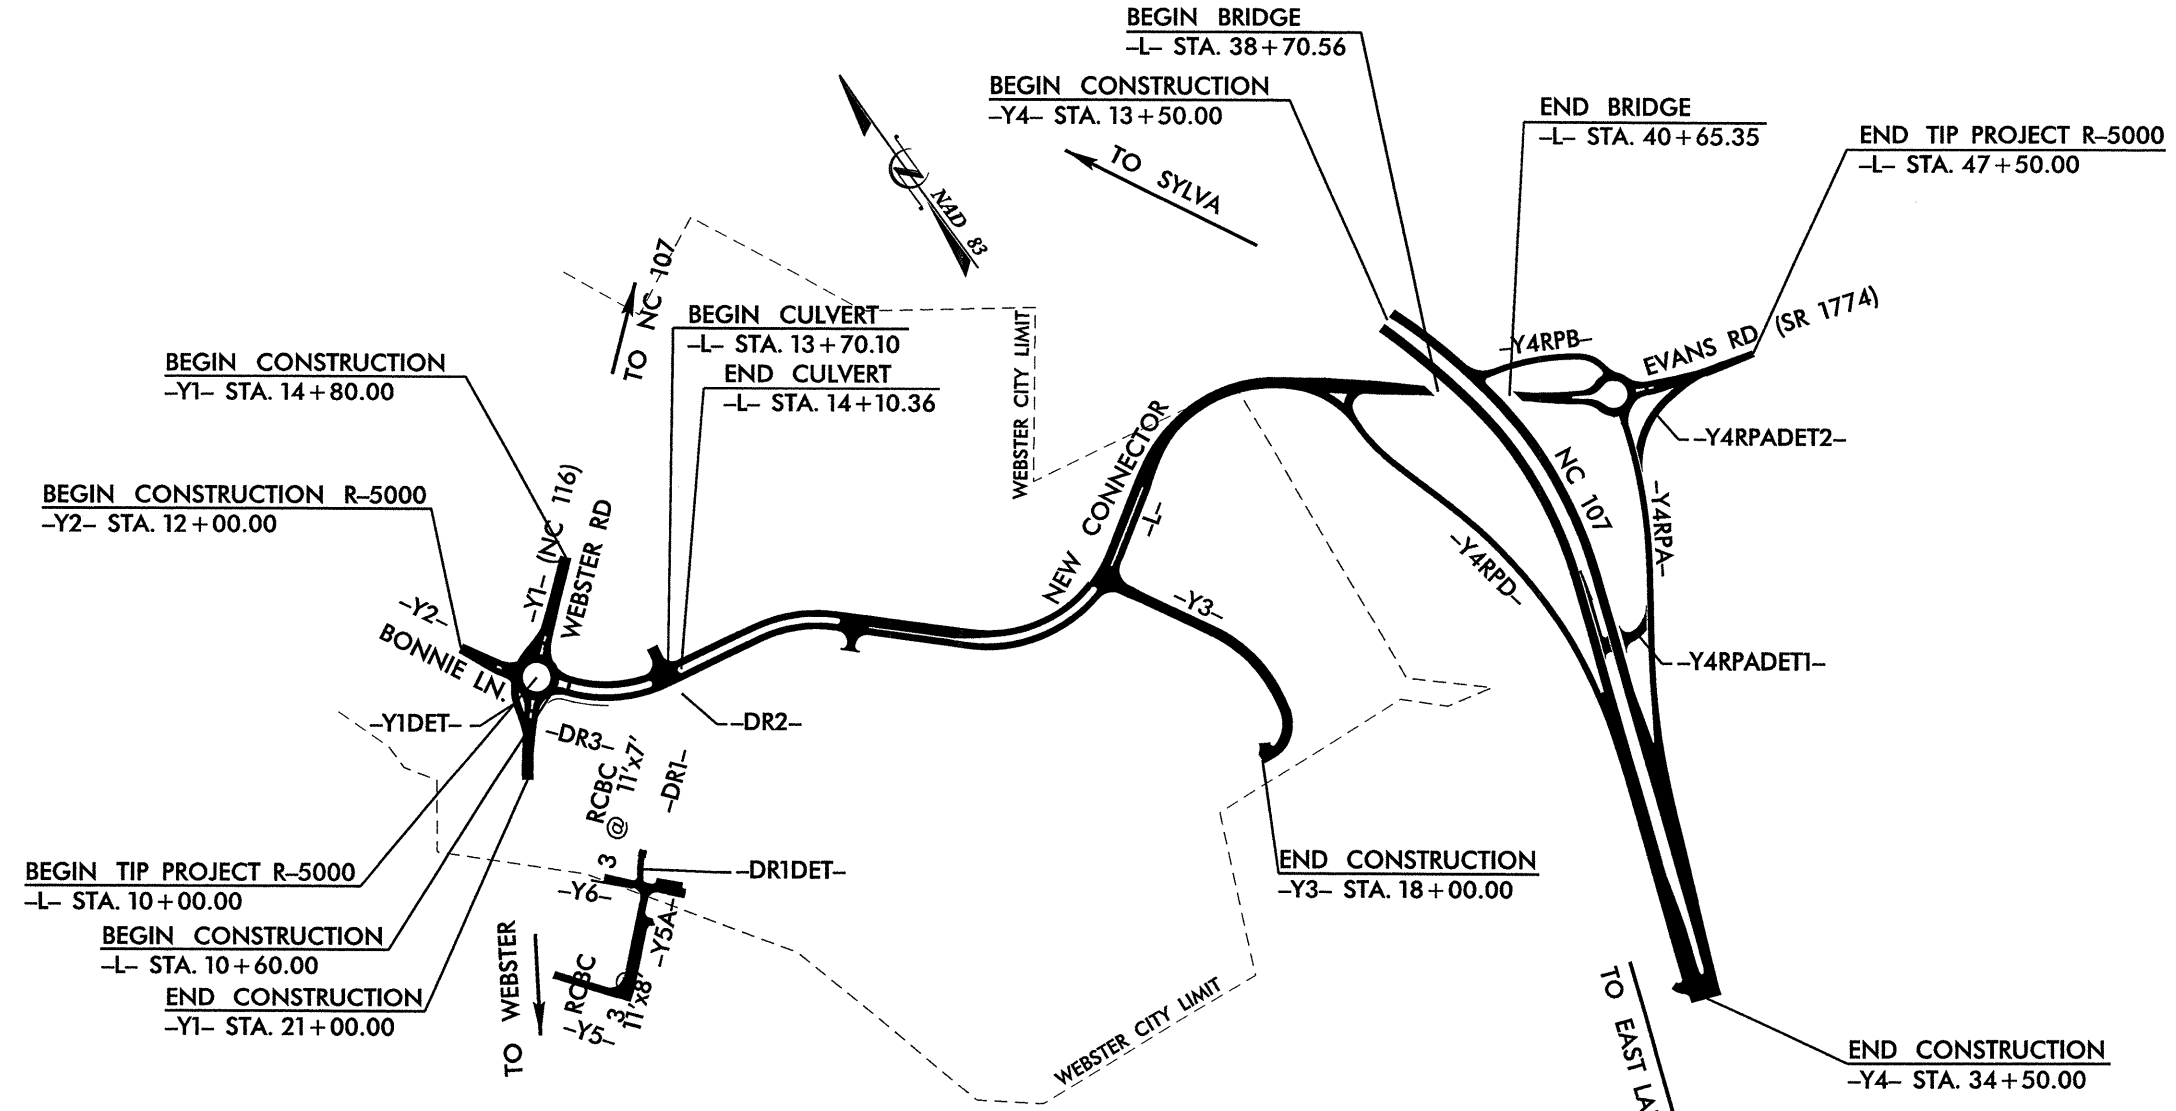 BEGIN BRIDGE
–L– STA. 38+70.56
BEGIN CONSTRUCTION
–Y4– STA. 13+50.00
END BRIDGE
–L– STA. 40+65.35
END TIP PROJECT R–5000
–L– STA. 47+50.00
TO SYLVA
NAD 83
TO NC 107
BEGIN CULVERT
–L– STA. 13+70.10
END CULVERT
–L– STA. 14+10.36
WEBSTER CITY LIMIT
–Y4RPB–
EVANS RD (SR 1774)
BEGIN CONSTRUCTION
–Y1– STA. 14+80.00
NEW CONNECTOR
–L–
–Y4RPADET2–
NC 107
–Y4RPA–
–Y4RPD–
BEGIN CONSTRUCTION R–5000
–Y2– STA. 12+00.00
–Y1– (NC 116)
WEBSTER RD
–Y2–
BONNIE LN.
–Y3–
–Y4RPADET1–
–Y1DET–
–DR3–
–DR2–
RCBC
3 @ 11'x7'
–DR1–
BEGIN TIP PROJECT R–5000
–L– STA. 10+00.00
–DR1DET–
–Y6–
END CONSTRUCTION
–Y3– STA. 18+00.00
BEGIN CONSTRUCTION
–L– STA. 10+60.00
–Y5A–
RCBC
3 @ 11'x8'
–Y5–
END CONSTRUCTION
–Y1– STA. 21+00.00
TO WEBSTER
WEBSTER CITY LIMIT
TO EAST
END CONSTRUCTION
–Y4– STA. 34+50.00